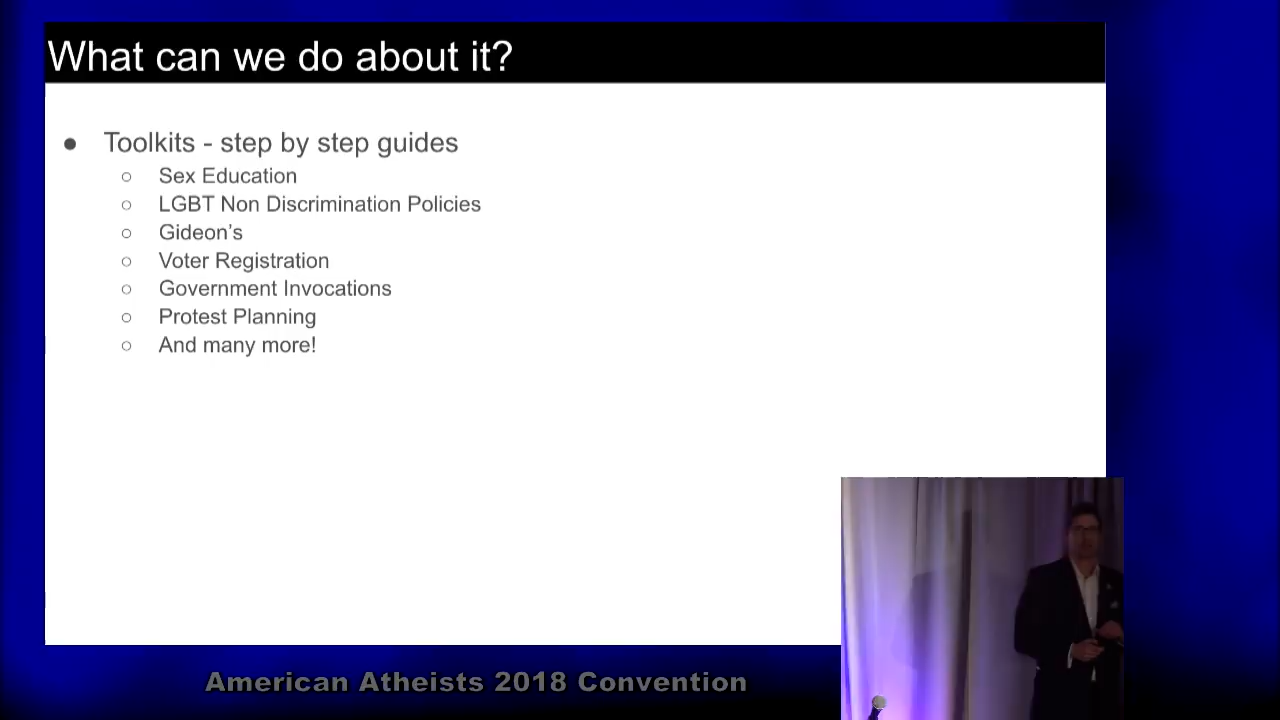 What can we do about it?
● Toolkits - step by step guides
○ Sex Education
○ LGBT Non Discrimination Policies
○ Gideon’s
○ Voter Registration
○ Government Invocations
○ Protest Planning
○ And many more!
American Atheists 2018 Convention